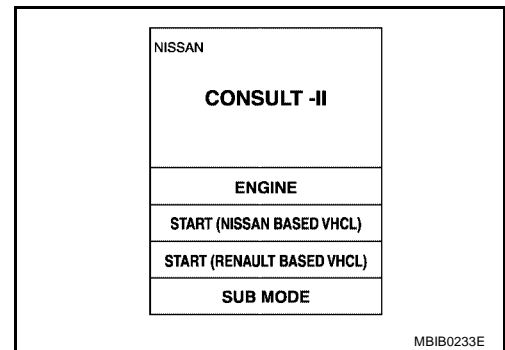 NISSAN
CONSULT -II
ENGINE
START (NISSAN BASED VHCL)
START (RENAULT BASED VHCL)
SUB MODE
MBIB0233E